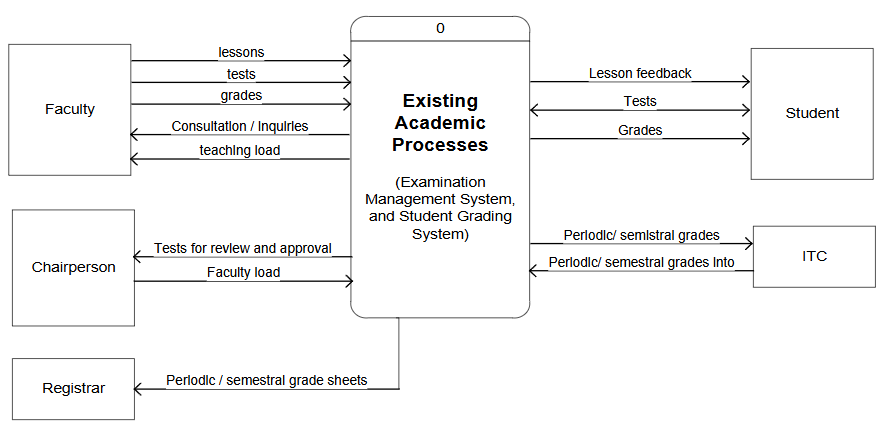 0
Existing
Academic
Processes
(Examination
Management System,
and Student Grading
System)
Faculty
lessons
tests
grades
Consultation / Inquiries
teaching load
Chairperson
Tests for review and approval
Faculty load
Registrar
Periodic / semestral grade sheets
Lesson feedback
Tests
Grades
Student
Periodic/ semistral grades
Periodic/ semestral grades Into
ITC